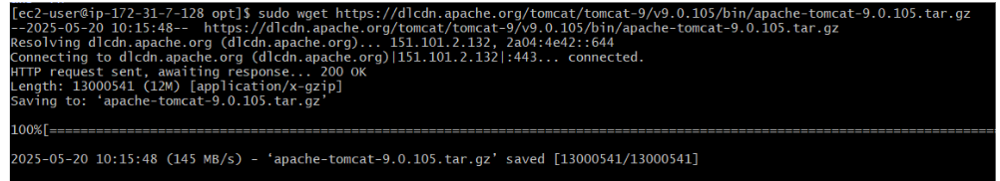 [ec2-user@ip-172-31-7-128 opt]$ sudo wget https://dlcdn.apache.org/tomcat/tomcat-9/v9.0.105/bin/apache-tomcat-9.0.105.tar.gz
--2025-05-20 10:15:48--  https://dlcdn.apache.org/tomcat/tomcat-9/v9.0.105/bin/apache-tomcat-9.0.105.tar.gz
Resolving dlcdn.apache.org (dlcdn.apache.org)... 151.101.2.132, 2a04:4e42::644
Connecting to dlcdn.apache.org (dlcdn.apache.org)|151.101.2.132|:443... connected.
HTTP request sent, awaiting response... 200 OK
Length: 13000541 (12M) [application/x-gzip]
Saving to: ‘apache-tomcat-9.0.105.tar.gz’
100%[==============================================================================================================================
2025-05-20 10:15:48 (145 MB/s) - ‘apache-tomcat-9.0.105.tar.gz’ saved [13000541/13000541]